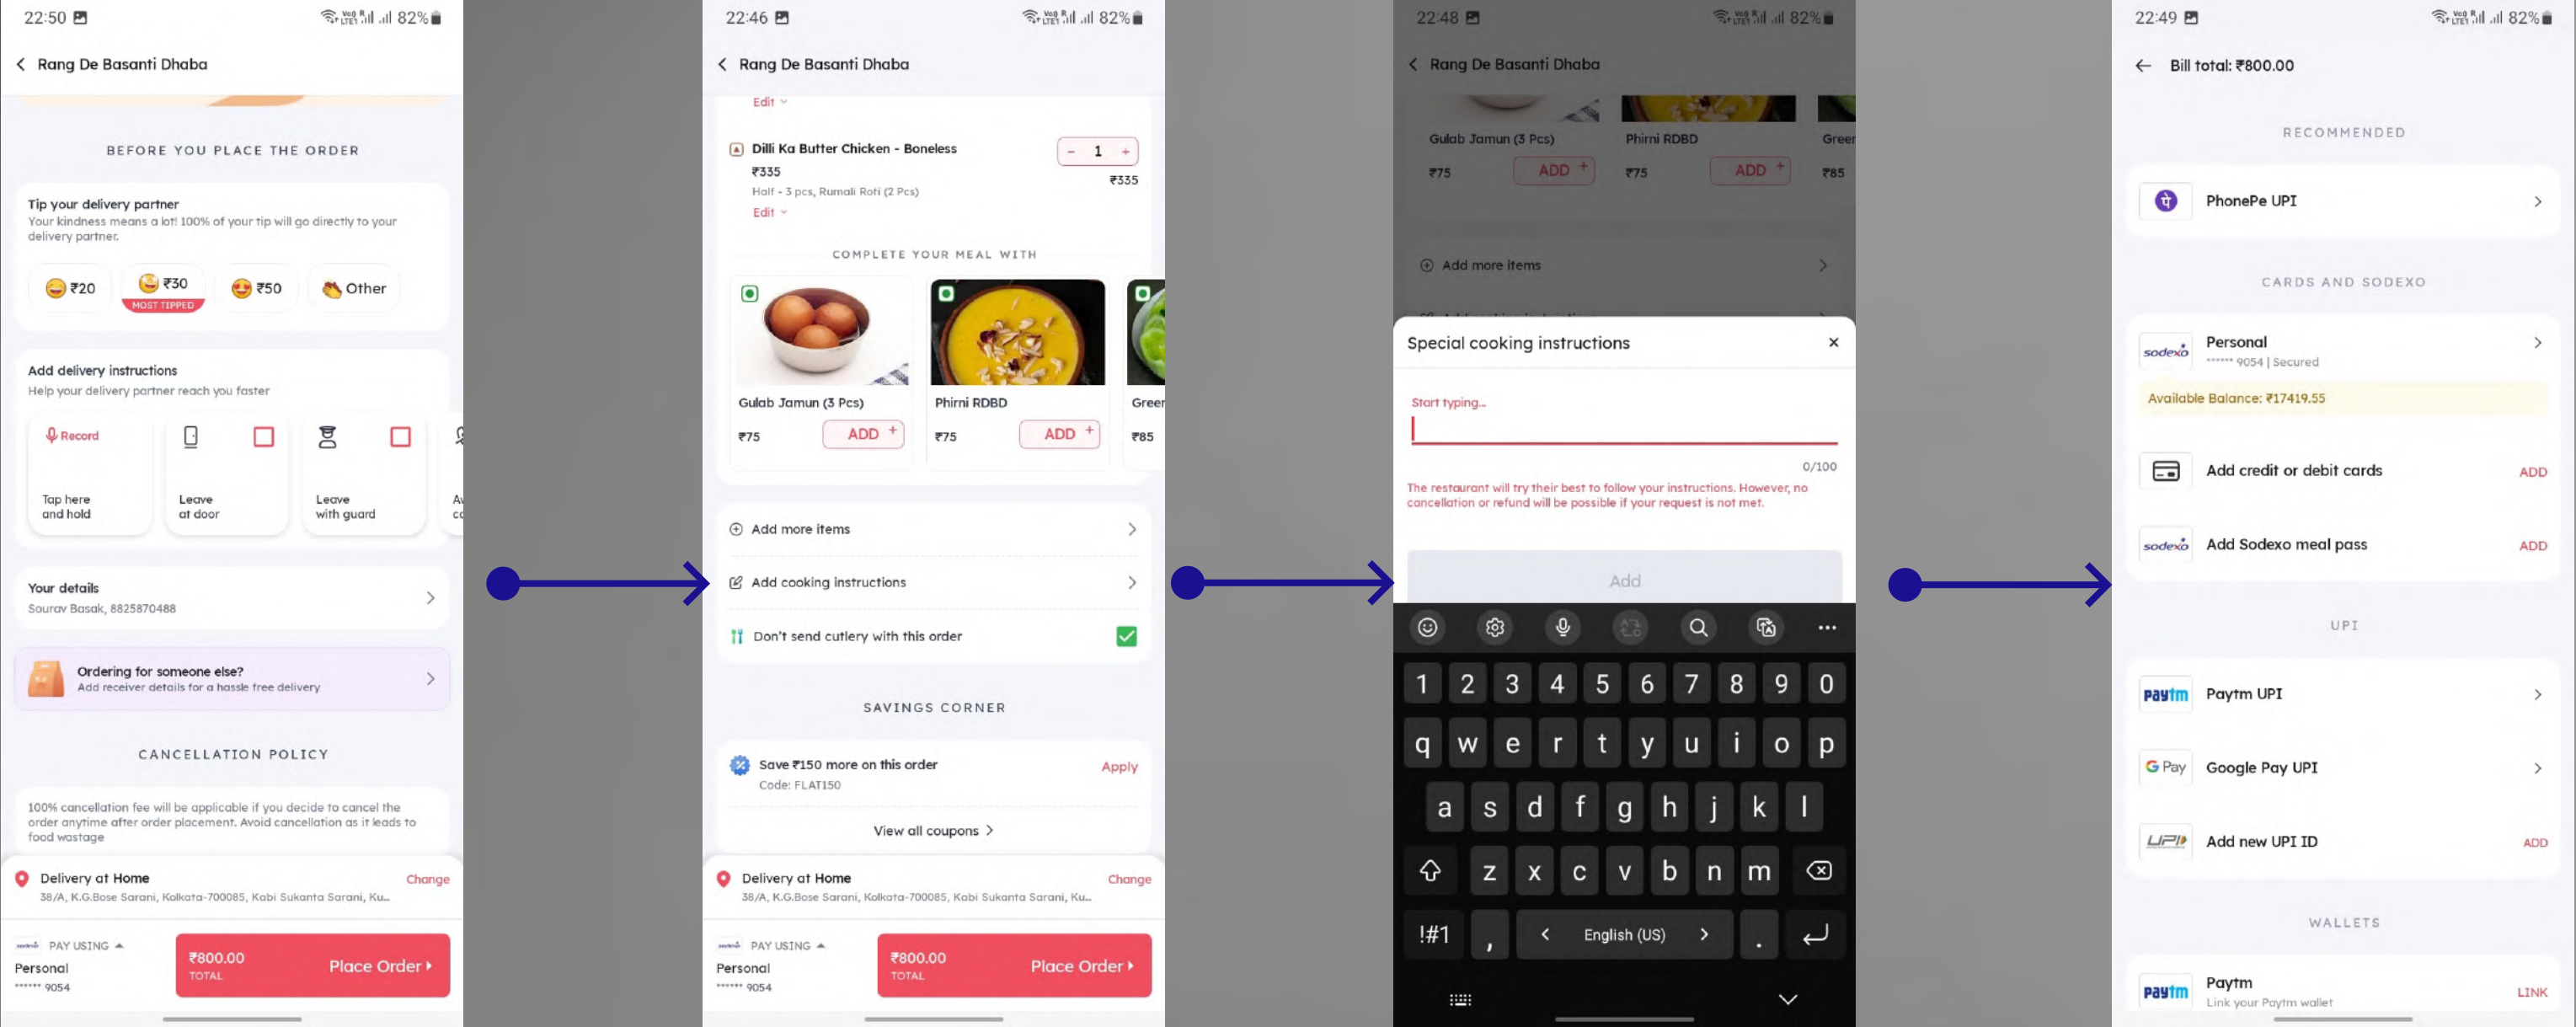 22:50
82%
Rang De Basanti Dhaba
BEFORE YOU PLACE THE ORDER
Tip your delivery partner
Your kindness means a lot! 100% of your tip will go directly to your
delivery partner.
₹20
₹30
MOST TIPPED
₹50
Other
Add delivery instructions
Help your delivery partner reach you faster
Record
Tap here
and hold
Leave
at door
Leave
with guard
Your details
Sourav Basak, 8825870488
Ordering for someone else?
Add receiver details for a hassle free delivery
CANCELLATION POLICY
100% cancellation fee will be applicable if you decide to cancel the
order anytime after order placement. Avoid cancellation as it leads to
food wastage
Delivery at Home
Change
38/A, K.G.Bose Sarani, Kolkata-700085, Kabi Sukanta Sarani, Ku...
sodexo PAY USING
Personal
****** 9054
₹800.00
TOTAL
Place Order
22:46
82%
Rang De Basanti Dhaba
Edit
Dilli Ka Butter Chicken - Boneless
- 1 +
₹335
₹335
Half - 3 pcs, Rumali Roti (2 Pcs)
Edit
COMPLETE YOUR MEAL WITH
Gulab Jamun (3 Pcs)
₹75
ADD +
Phirni RDBD
₹75
ADD +
Greer
₹85
Add more items
Add cooking instructions
Don't send cutlery with this order
SAVINGS CORNER
Save ₹150 more on this order
Apply
Code: FLAT150
View all coupons
Delivery at Home
Change
38/A, K.G.Bose Sarani, Kolkata-700085, Kabi Sukanta Sarani, Ku...
sodexo PAY USING
Personal
****** 9054
₹800.00
TOTAL
Place Order
22:48
82%
Rang De Basanti Dhaba
Gulab Jamun (3 Pcs)
₹75
ADD +
Phirni RDBD
₹75
ADD +
Greer
₹85
Add more items
Special cooking instructions
Start typing...
0/100
The restaurant will try their best to follow your instructions. However, no
cancellation or refund will be possible if your request is not met.
Add
1 2 3 4 5 6 7 8 9 0
q w e r t y u i o p
a s d f g h j k l
z x c v b n m
!#1 , English (US) .
22:49
82%
Bill total: ₹800.00
RECOMMENDED
पे PhonePe UPI
CARDS AND SODEXO
sodexo Personal
****** 9054 | Secured
Available Balance: ₹17419.55
Add credit or debit cards ADD
sodexo Add Sodexo meal pass ADD
UPI
paytm Paytm UPI
G Pay Google Pay UPI
UPI Add new UPI ID ADD
WALLETS
paytm Paytm
Link your Paytm wallet
LINK